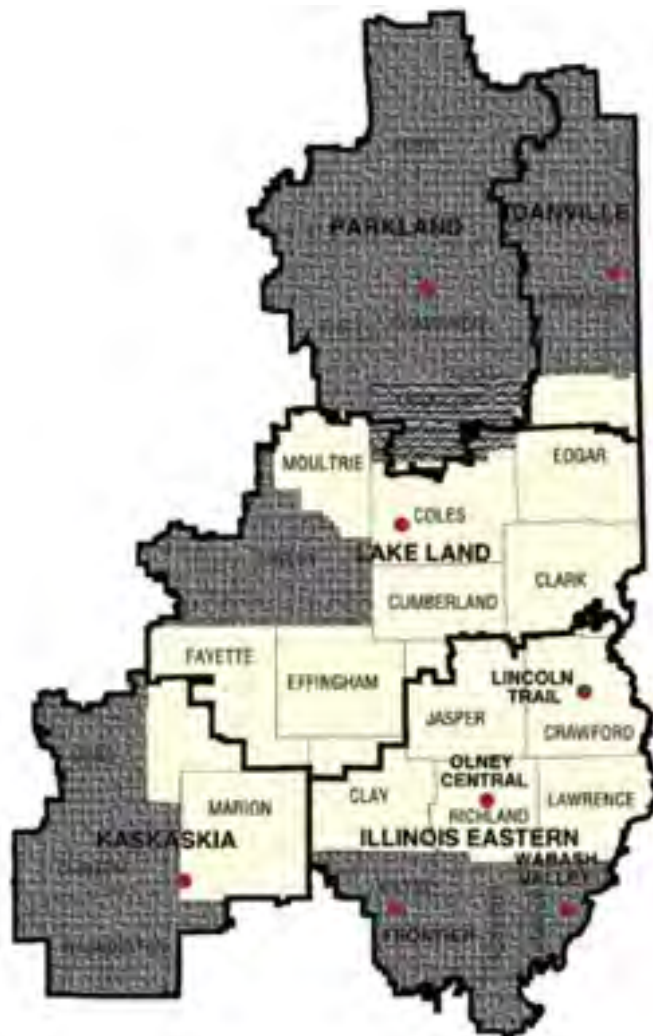 PARKLAND
DANVILLE
MOULTRIE
EDGAR
COLES
LAKE LAND
CLARK
CUMBERLAND
FAYETTE
EFFINGHAM
LINCOLN
TRAIL
JASPER
CRAWFORD
OLNEY
CENTRAL
CLAY
LAWRENCE
MARION
RICHLAND
KASKASKIA
ILLINOIS EASTERN
WABASH
VALLEY
FRONTIER